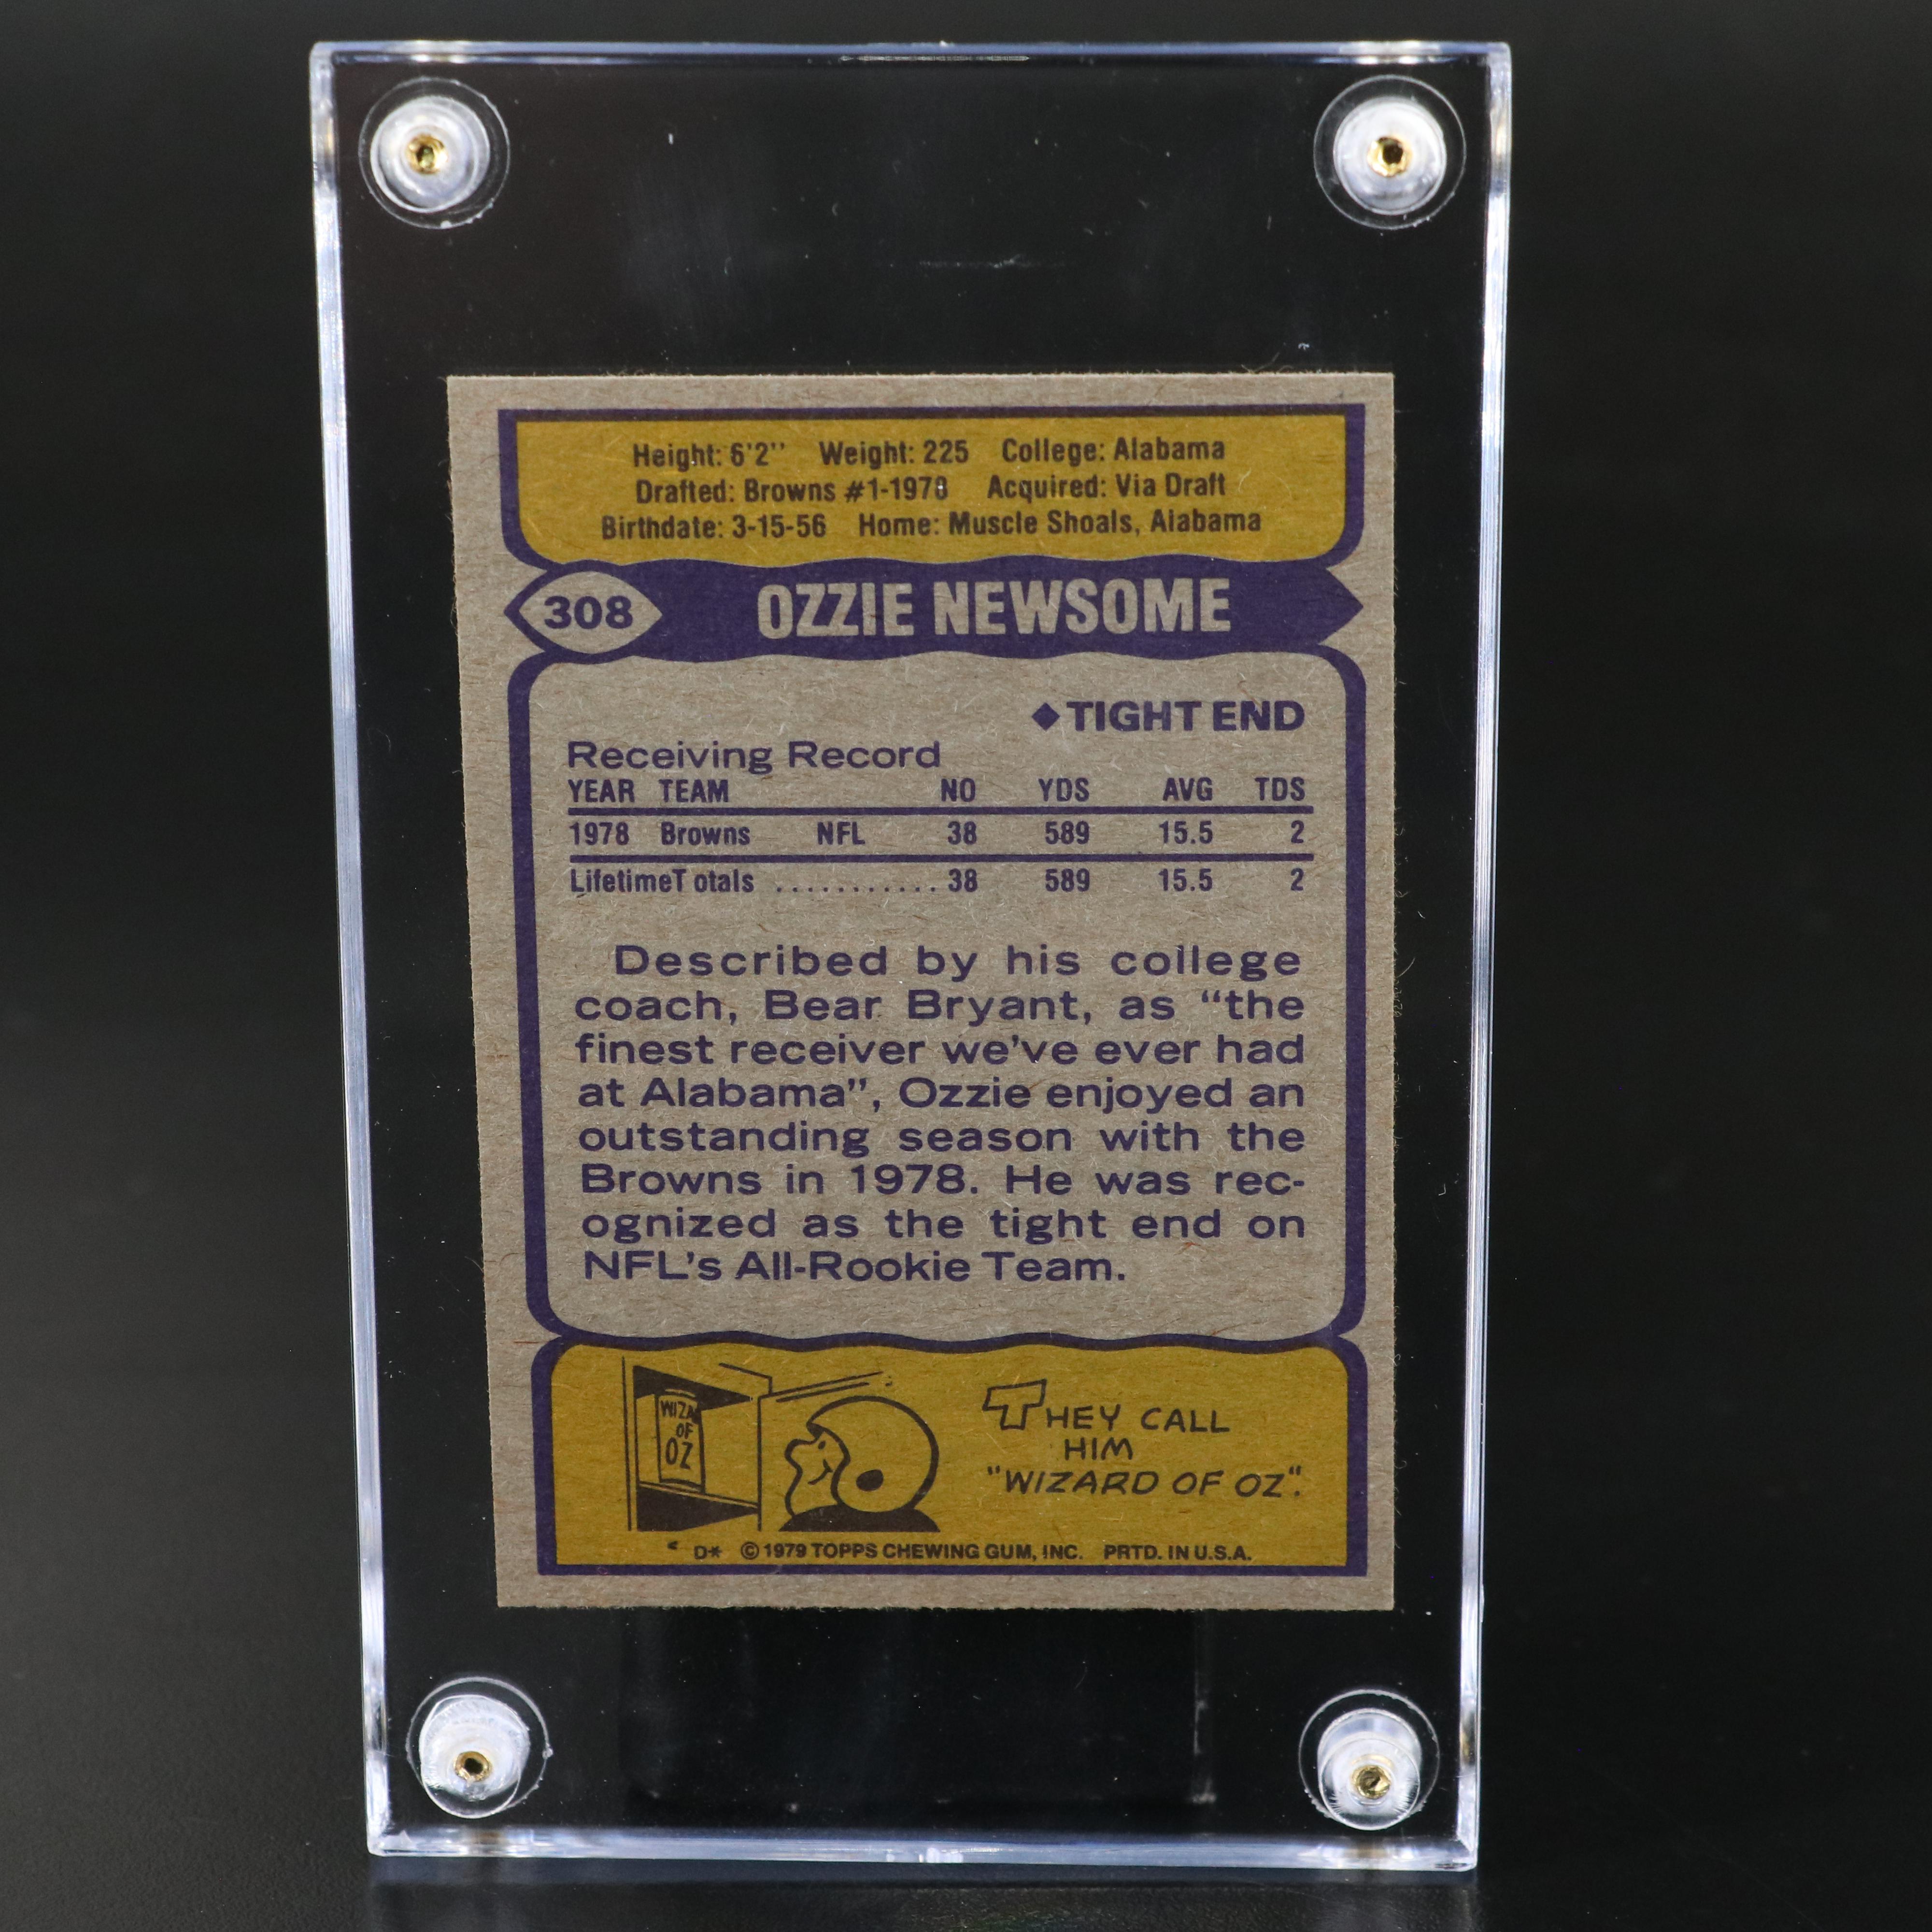 Height: 6'2'' Weight: 225 College: Alabama
Drafted: Browns #1-1978 Acquired: Via Draft
Birthdate: 3-15-56 Home: Muscle Shoals, Alabama
308 OZZIE NEWSOME
◆TIGHT END
Receiving Record
YEAR TEAM NO YDS AVG TDS
1978 Browns NFL 38 589 15.5 2
LifetimeT otals ............ 38 589 15.5 2
Described by his college
coach, Bear Bryant, as “the
finest receiver we've ever had
at Alabama”, Ozzie enjoyed an
outstanding season with the
Browns in 1978. He was rec-
ognized as the tight end on
NFL's All-Rookie Team.
WIZA
OF
OZ
THEY CALL
HIM
"WIZARD OF OZ".
D* © 1979 TOPPS CHEWING GUM, INC. PRTD. IN U.S.A.